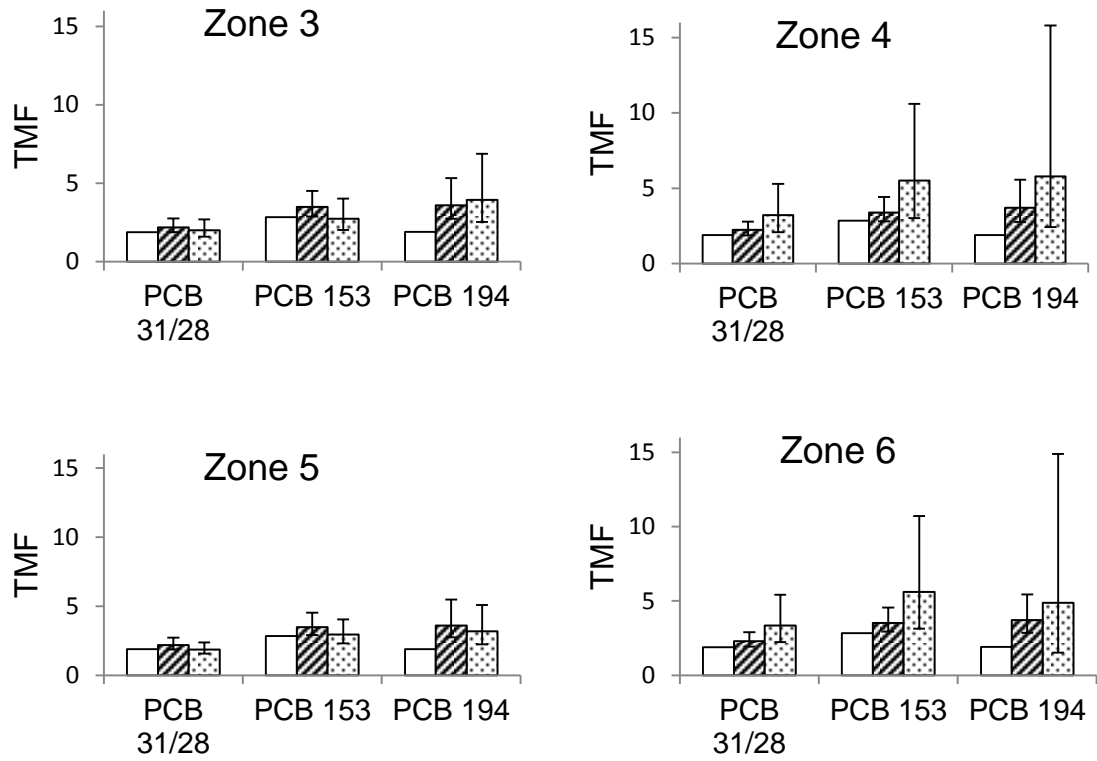 Zone 3
TMF
15
10
5
0
PCB
31/28
PCB 153
PCB 194
Zone 4
TMF
15
10
5
0
PCB
31/28
PCB 153
PCB 194
Zone 5
TMF
15
10
5
0
PCB
31/28
PCB 153
PCB 194
Zone 6
TMF
15
10
5
0
PCB
31/28
PCB 153
PCB 194